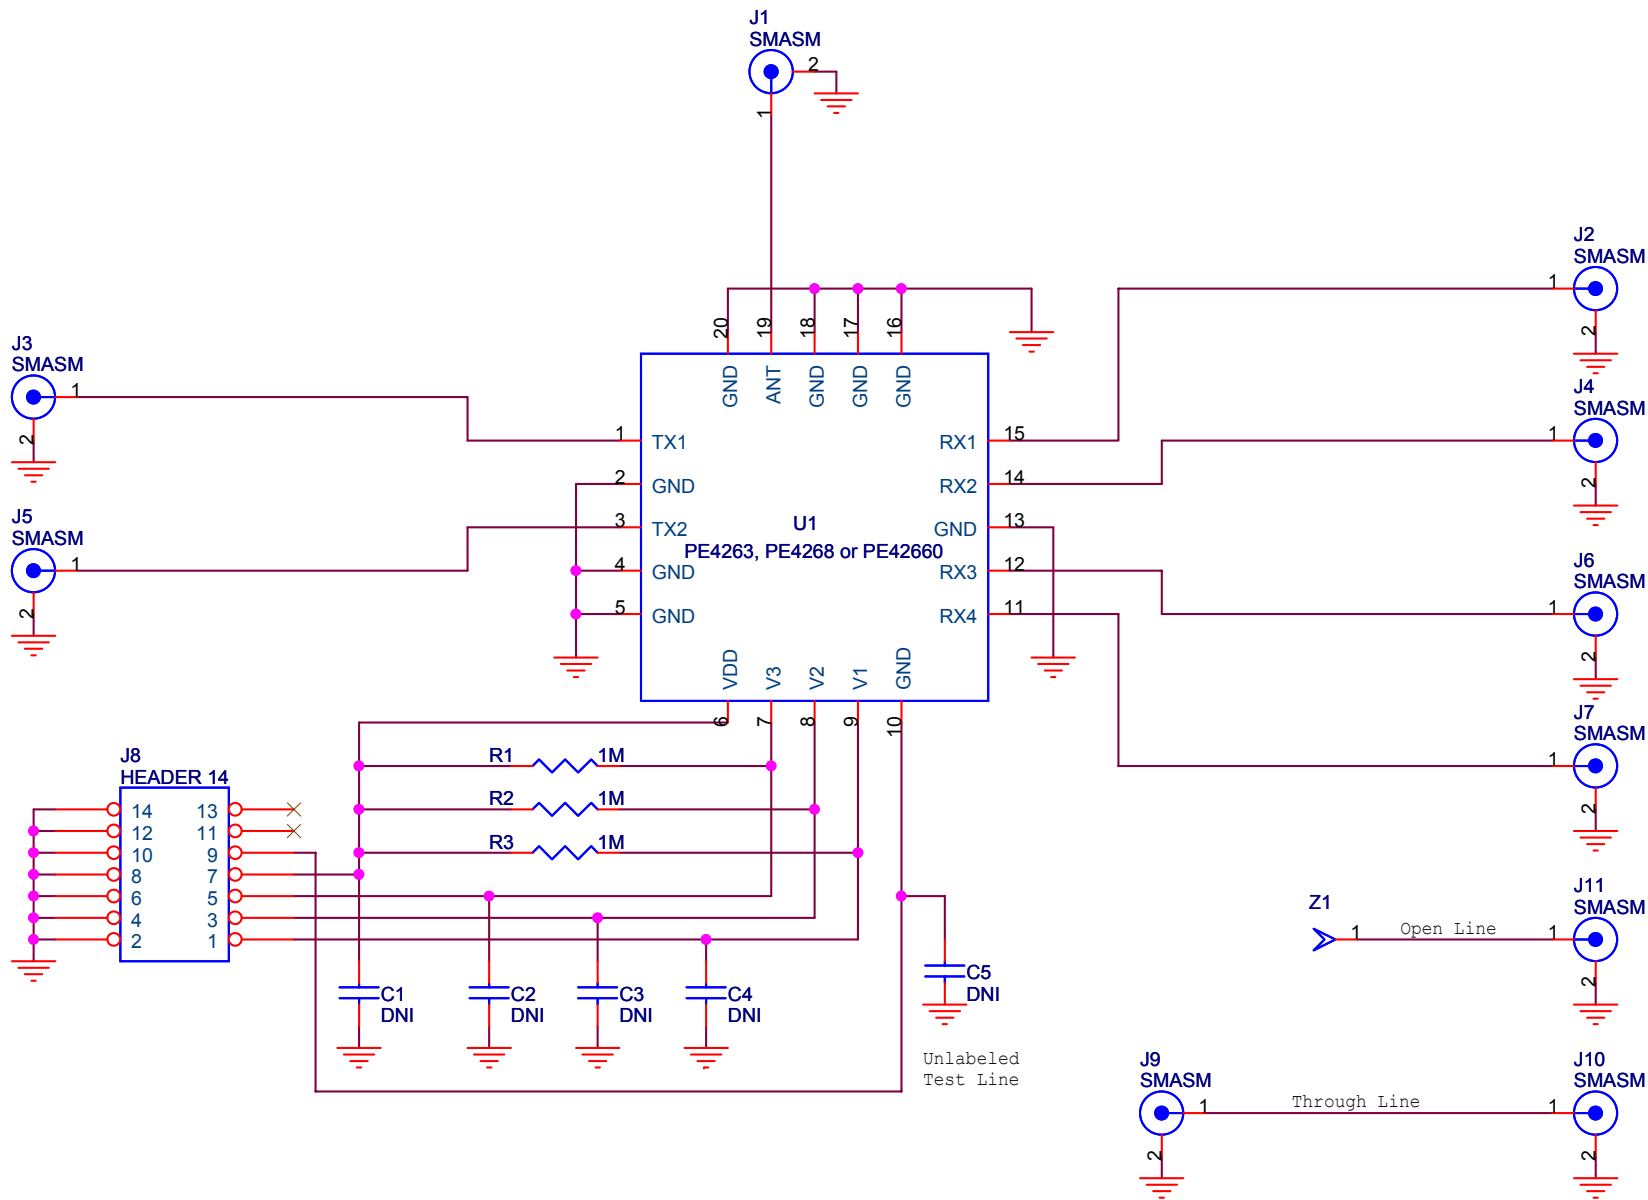 J1
SMASM
2
1
J2
SMASM
1
2
J3
SMASM
1
2
J4
SMASM
1
2
J5
SMASM
1
2
J6
SMASM
1
2
J7
SMASM
1
2
20 19 18 17 16
GND ANT GND GND GND
1 TX1
2 GND
3 TX2
4 GND
5 GND
RX1 15
RX2 14
GND 13
RX3 12
RX4 11
U1
PE4263, PE4268 or PE42660
VDD V3 V2 V1 GND
6 7 8 9 10
R1 1M
R2 1M
R3 1M
J8
HEADER 14
14 13
12 11
10 9
8 7
6 5
4 3
2 1
C1
DNI
C2
DNI
C3
DNI
C4
DNI
C5
DNI
Unlabeled
Test Line
Z1
1 Open Line 1
J11
SMASM
2
J9
SMASM
1 Through Line 1
2
J10
SMASM
2